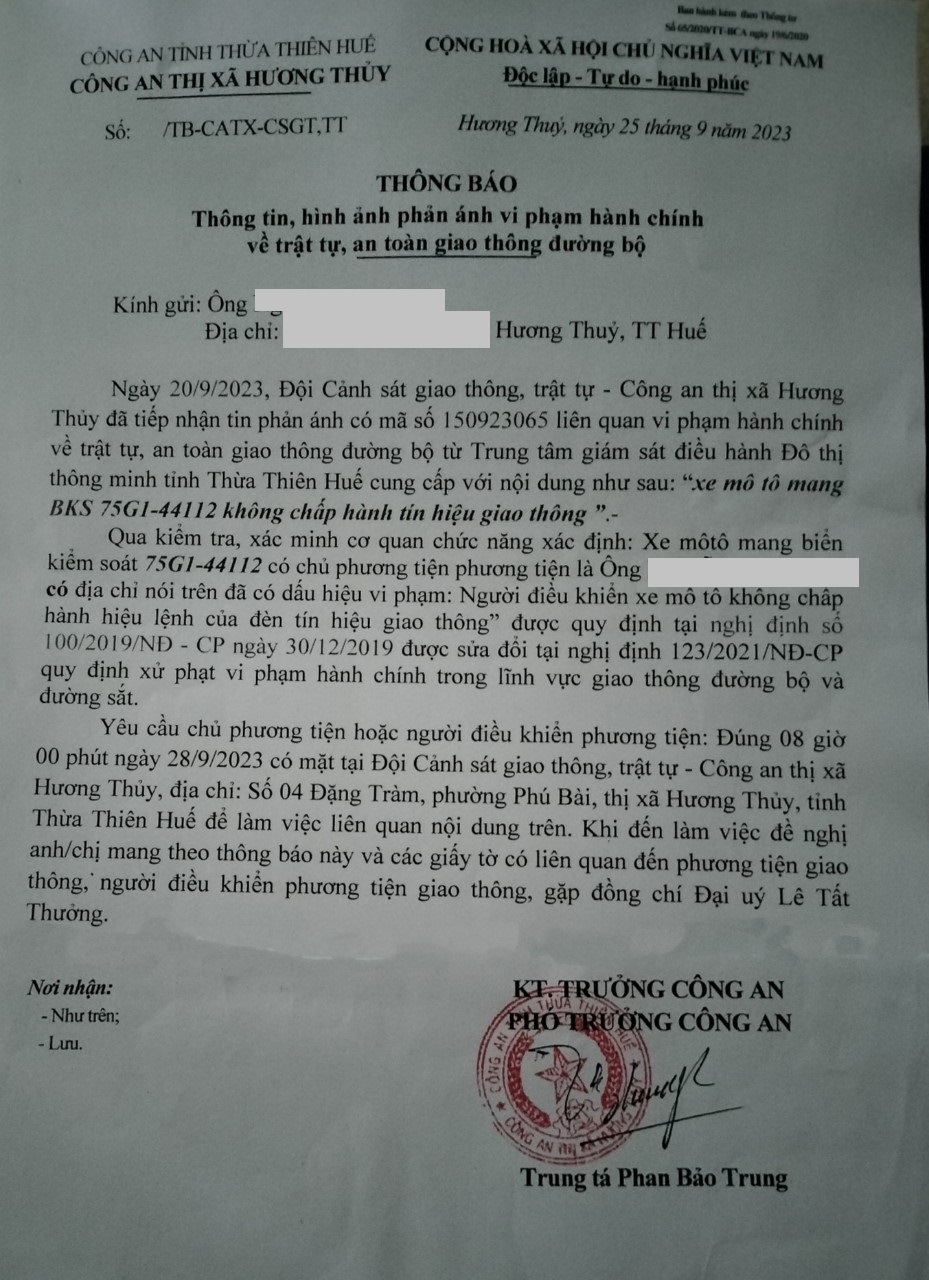 Ban hành kèm theo Thông tư
Số 65/2020/TT-BCA ngày 19/6/2020
CÔNG AN TỈNH THỪA THIÊN HUẾ
CÔNG AN THỊ XÃ HƯƠNG THỦY
CỘNG HOÀ XÃ HỘI CHỦ NGHĨA VIỆT NAM
Độc lập - Tự do - hạnh phúc
Số: /TB-CATX-CSGT,TT
Hương Thuỷ, ngày 25 tháng 9 năm 2023
THÔNG BÁO
Thông tin, hình ảnh phản ánh vi phạm hành chính
về trật tự, an toàn giao thông đường bộ
Kính gửi: Ông
Địa chỉ: Hương Thuỷ, TT Huế
Ngày 20/9/2023, Đội Cảnh sát giao thông, trật tự - Công an thị xã Hương
Thủy đã tiếp nhận tin phản ánh có mã số 150923065 liên quan vi phạm hành chính
về trật tự, an toàn giao thông đường bộ từ Trung tâm giám sát điều hành Đô thị
thông minh tỉnh Thừa Thiên Huế cung cấp với nội dung như sau: “xe mô tô mang
BKS 75G1-44112 không chấp hành tín hiệu giao thông ”.-
Qua kiểm tra, xác minh cơ quan chức năng xác định: Xe môtô mang biển
kiểm soát 75G1-44112 có chủ phương tiện phương tiện là Ông
có địa chỉ nói trên đã có dấu hiệu vi phạm: Người điều khiển xe mô tô không chấp
hành hiệu lệnh của đèn tín hiệu giao thông” được quy định tại nghị định số
100/2019/NĐ - CP ngày 30/12/2019 được sửa đổi tại nghị định 123/2021/NĐ-CP
quy định xử phạt vi phạm hành chính trong lĩnh vực giao thông đường bộ và
đường sắt.
Yêu cầu chủ phương tiện hoặc người điều khiển phương tiện: Đúng 08 giờ
00 phút ngày 28/9/2023 có mặt tại Đội Cảnh sát giao thông, trật tự - Công an thị xã
Hương Thủy, địa chỉ: Số 04 Đặng Tràm, phường Phú Bài, thị xã Hương Thủy, tỉnh
Thừa Thiên Huế để làm việc liên quan nội dung trên. Khi đến làm việc đề nghị
anh/chị mang theo thông báo này và các giấy tờ có liên quan đến phương tiện giao
thông, người điều khiển phương tiện giao thông, gặp đồng chí Đại uý Lê Tất
Thưởng.
Nơi nhận:
- Như trên;
- Lưu.
KT. TRƯỞNG CÔNG AN
PHÓ TRƯỞNG CÔNG AN
Trung tá Phan Bảo Trung